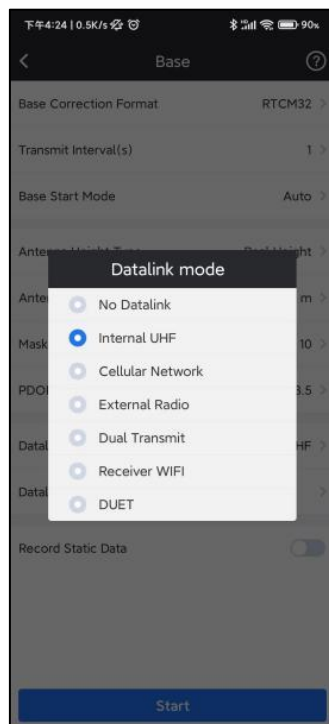 下午4:24 | 0.5K/s
90%
Base
Base Correction Format RTCM32
Transmit Interval(s) 1
Base Start Mode Auto
Datalink mode
No Datalink
Internal UHF
Cellular Network
External Radio
Dual Transmit
Receiver WIFI
DUET
Mask 10
Record Static Data
Start